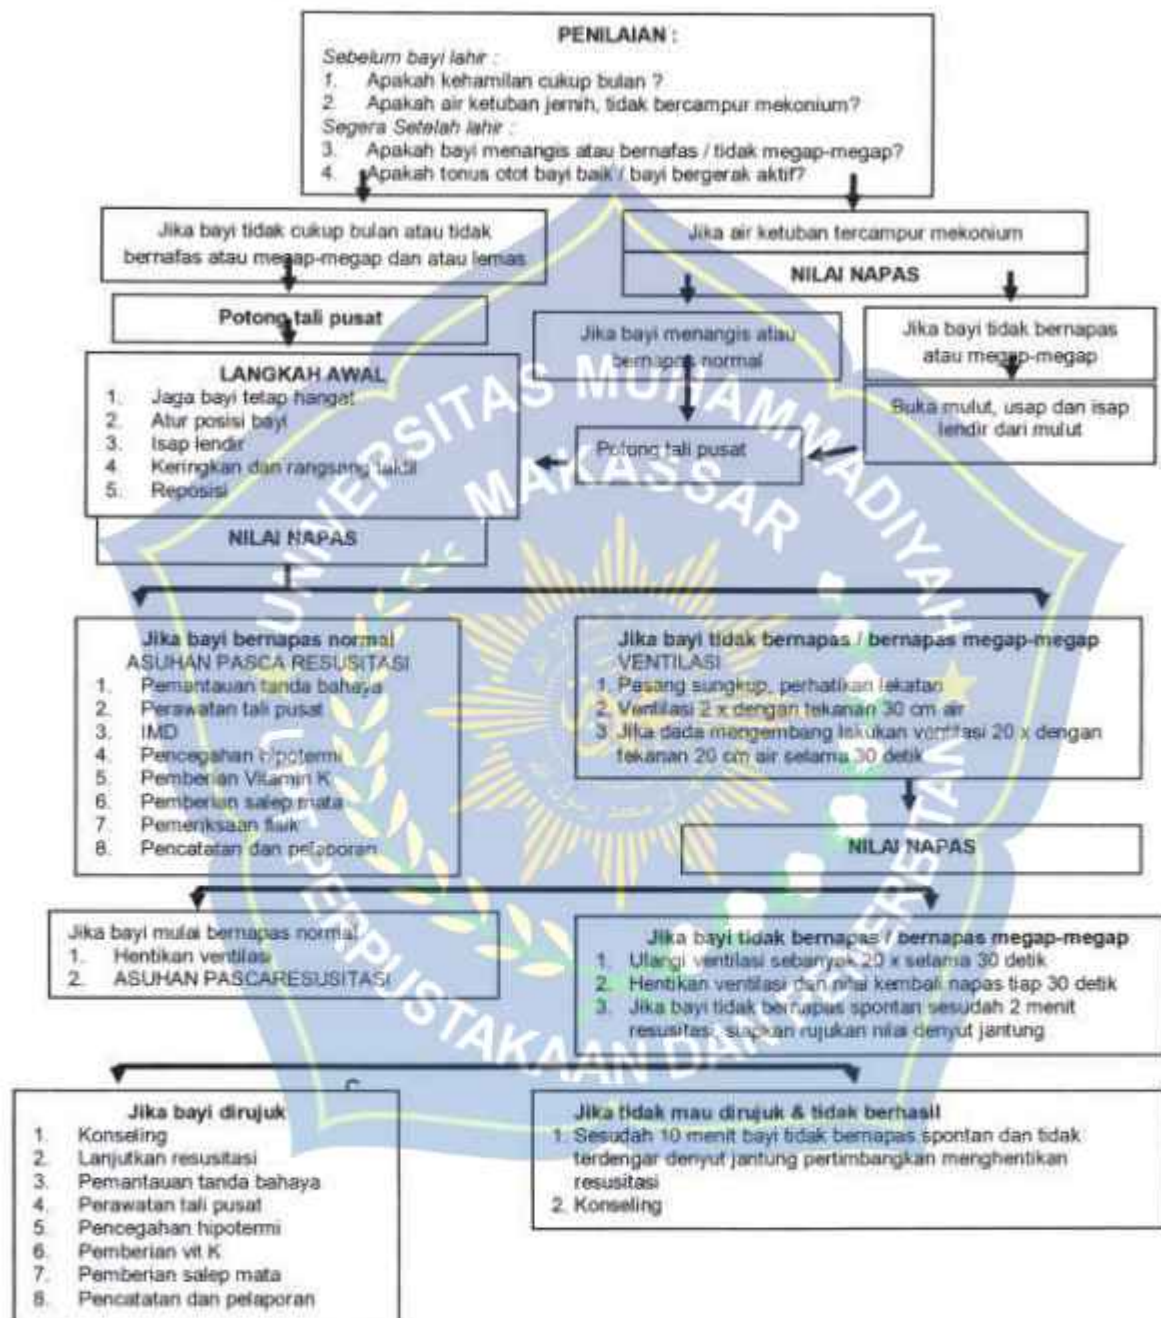 PENILAIAN :
Sebelum bayi lahir :
1. Apakah kehamilan cukup bulan ?
2. Apakah air ketuban jernih, tidak bercampur mekonium?
Segera Setelah lahir :
3. Apakah bayi menangis atau bernafas / tidak megap-megap?
4. Apakah tonus otot bayi baik / bayi bergerak aktif?
Jika bayi tidak cukup bulan atau tidak
bernafas atau megap-megap dan atau lemas
Jika air ketuban tercampur mekonium
NILAI NAPAS
Potong tali pusat
Jika bayi menangis atau
bernapas normal
Jika bayi tidak bernapas
atau megap-megap
LANGKAH AWAL
1. Jaga bayi tetap hangat
2. Atur posisi bayi
3. Isap lendir
4. Keringkan dan rangsang taktil
5. Reposisi
Buka mulut, usap dan isap
lendir dari mulut
Potong tali pusat
NILAI NAPAS
Jika bayi bernapas normal
ASUHAN PASCA RESUSITASI
1. Pemantauan tanda bahaya
2. Perawatan tali pusat
3. IMD
4. Pencegahan hipotermi
5. Pemberian Vitamin K
6. Pemberian salep mata
7. Pemeriksaan fisik
8. Pencatatan dan pelaporan
Jika bayi tidak bernapas / bernapas megap-megap
VENTILASI
1. Pasang sungkup, perhatikan lekatan
2. Ventilasi 2 x dengan tekanan 30 cm air
3. Jika dada mengembang lakukan ventilasi 20 x dengan
tekanan 20 cm air selama 30 detik
NILAI NAPAS
Jika bayi mulai bernapas normal
1. Hentikan ventilasi
2. ASUHAN PASCARESUSITASI
Jika bayi tidak bernapas / bernapas megap-megap
1. Ulangi ventilasi sebanyak 20 x selama 30 detik
2. Hentikan ventilasi dan nilai kembali napas tiap 30 detik
3. Jika bayi tidak bernapas spontan sesudah 2 menit
resusitasi, siapkan rujukan nilai denyut jantung
Jika bayi dirujuk
1. Konseling
2. Lanjutkan resusitasi
3. Pemantauan tanda bahaya
4. Perawatan tali pusat
5. Pencegahan hipotermi
6. Pemberian vit K
7. Pemberian salep mata
8. Pencatatan dan pelaporan
Jika tidak mau dirujuk & tidak berhasil
1. Sesudah 10 menit bayi tidak bernapas spontan dan tidak
terdengar denyut jantung pertimbangkan menghentikan
resusitasi
2. Konseling
UNIVERSITAS MUHAMMADIYAH
MAKASSAR
UPT PERPUSTAKAAN DAN PENERBITAN